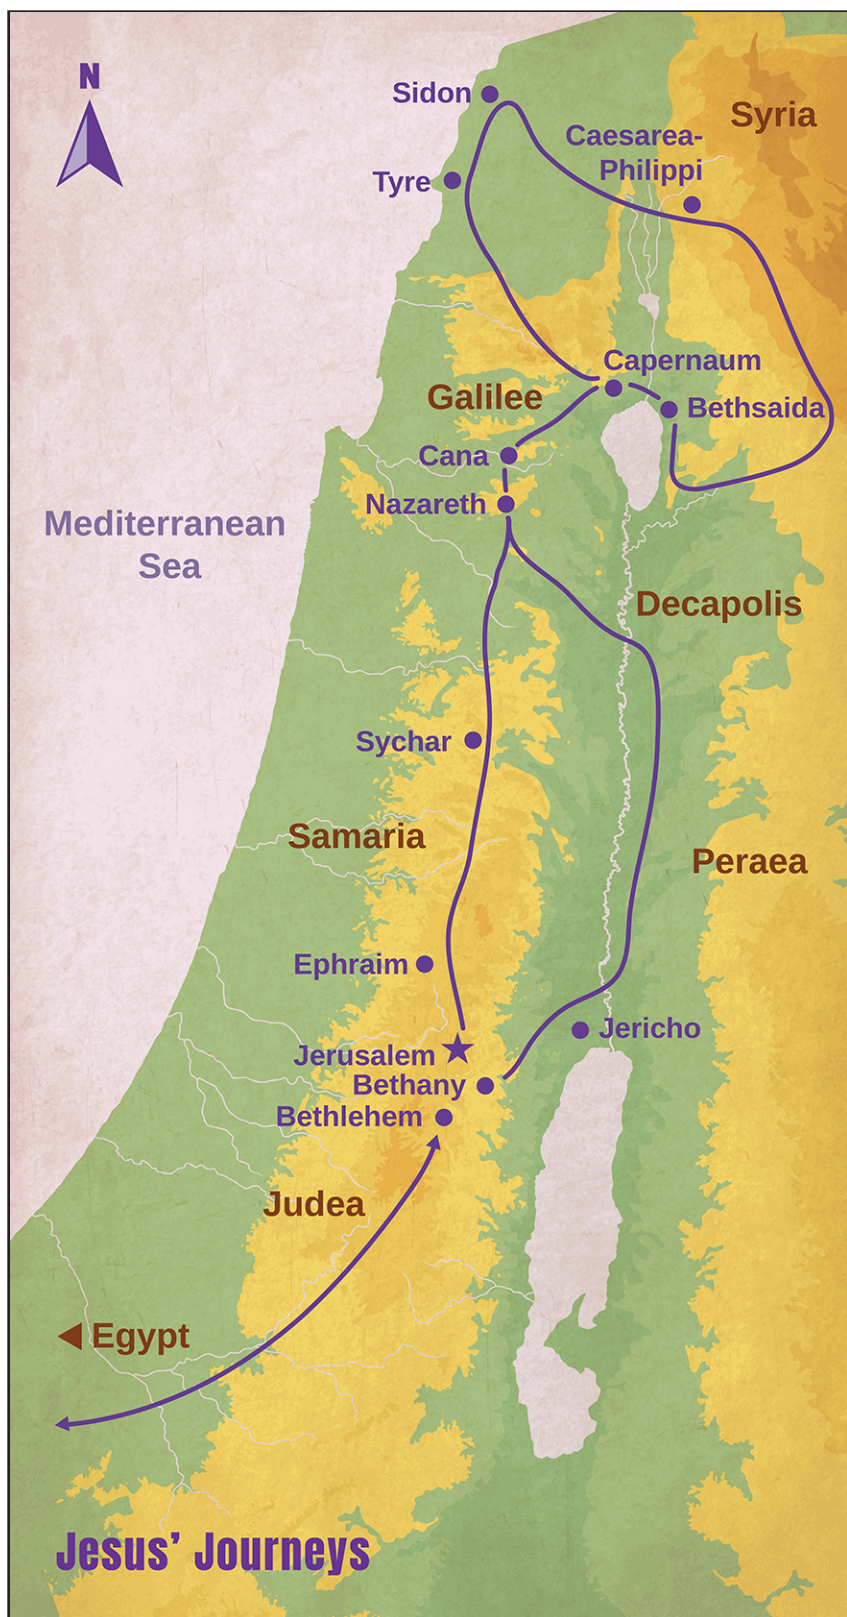 N
Sidon
Syria
Caesarea-
Philippi
Tyre
Capernaum
Galilee
Bethsaida
Cana
Nazareth
Mediterranean
Sea
Decapolis
Sychar
Samaria
Peraea
Ephraim
Jericho
Jerusalem
Bethany
Bethlehem
Judea
Egypt
Jesus’ Journeys